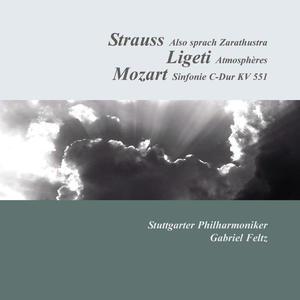 Strauss Also sprach Zarathustra
Ligeti Atmosphères
Mozart Sinfonie C-Dur KV 551
Stuttgarter Philharmoniker
Gabriel Feltz